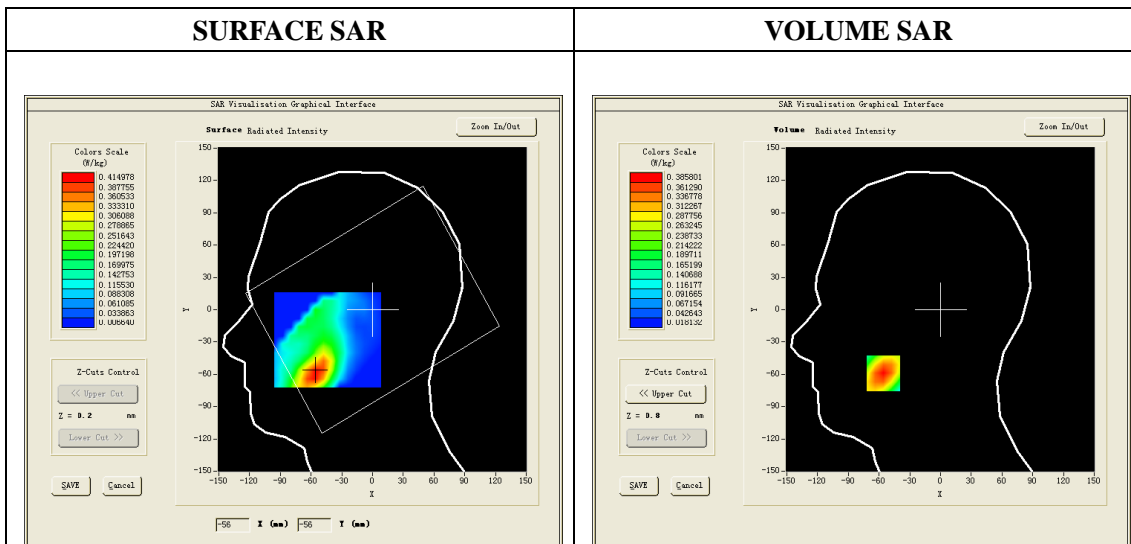 SURFACE SAR
VOLUME SAR
SAR Visualisation Graphical Interface
Surface Radiated Intensity
Zoom In/Out
Colors Scale
(W/kg)
0.414978
0.387755
0.360533
0.333310
0.306088
0.278865
0.251643
0.224420
0.197198
0.169975
0.142753
0.115530
0.088308
0.061085
0.033863
0.006640
150
120
90
60
30
0
-30
-60
-90
-120
-150
Y
-150 -120 -90 -60 -30 0 30 60 90 120 150
X
Z-Cuts Control
<< Upper Cut
Z = 0.2 mm
Lower Cut >>
SAVE Cancel
-56 X (mm) -56 Y (mm)
SAR Visualisation Graphical Interface
Volume Radiated Intensity
Zoom In/Out
Colors Scale
(W/kg)
0.385801
0.361290
0.336778
0.312267
0.287756
0.263245
0.238733
0.214222
0.189711
0.165199
0.140688
0.116177
0.091665
0.067154
0.042643
0.018132
150
120
90
60
30
0
-30
-60
-90
-120
-150
Y
-150 -120 -90 -60 -30 0 30 60 90 120 150
X
Z-Cuts Control
<< Upper Cut
Z = 0.8 mm
Lower Cut >>
SAVE Cancel